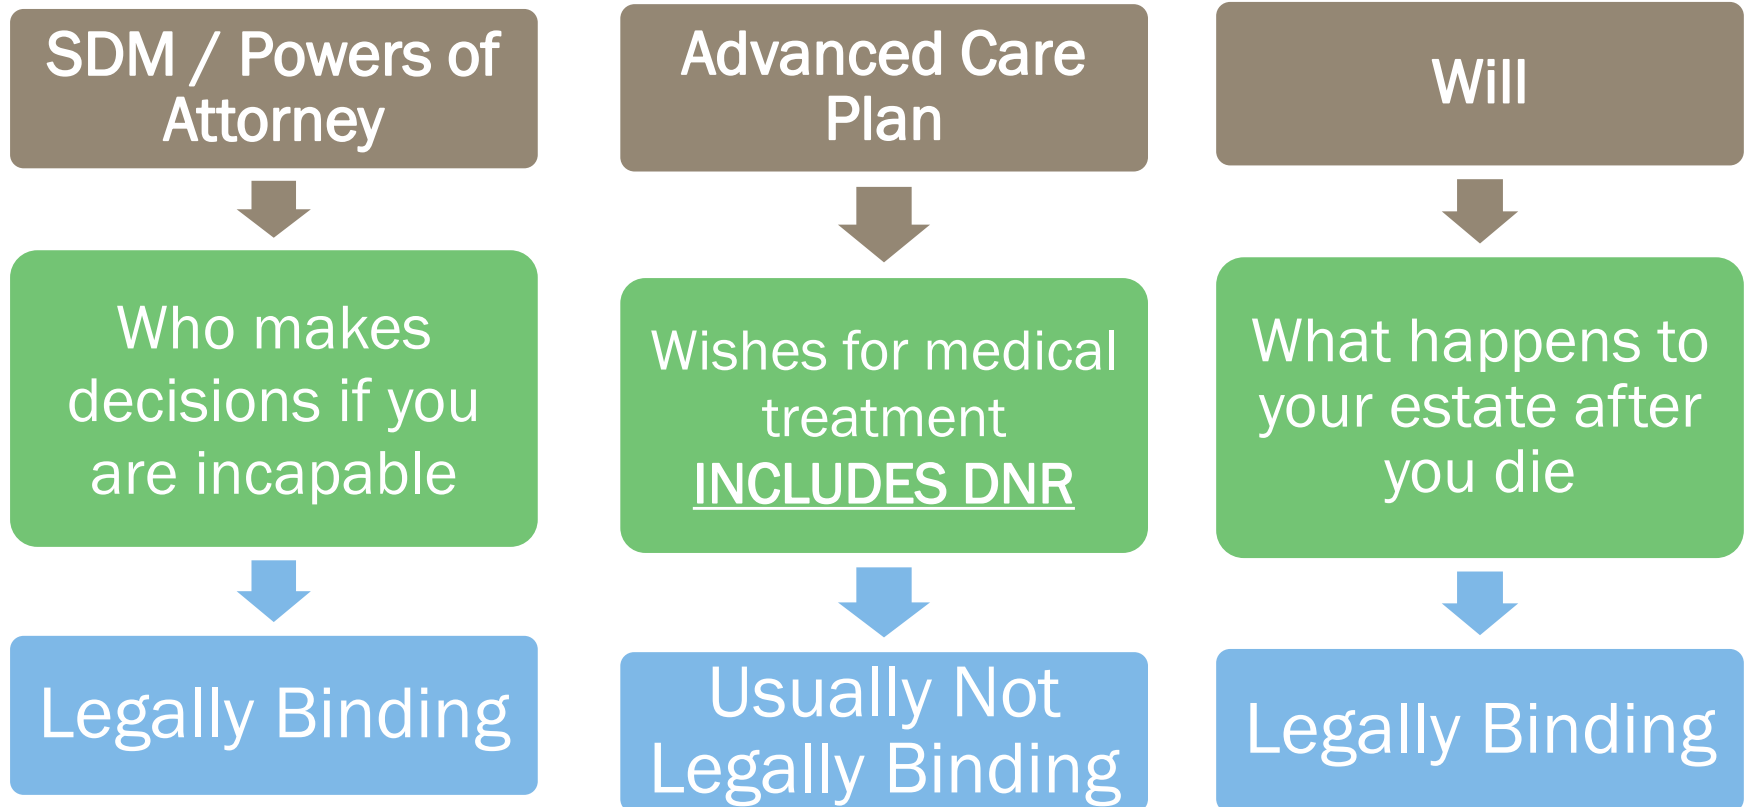 SDM / Powers of
Attorney
Who makes
decisions if you
are incapable
Legally Binding
Advanced Care
Plan
Wishes for medical
treatment
INCLUDES DNR
Usually Not
Legally Binding
Will
What happens to
your estate after
you die
Legally Binding